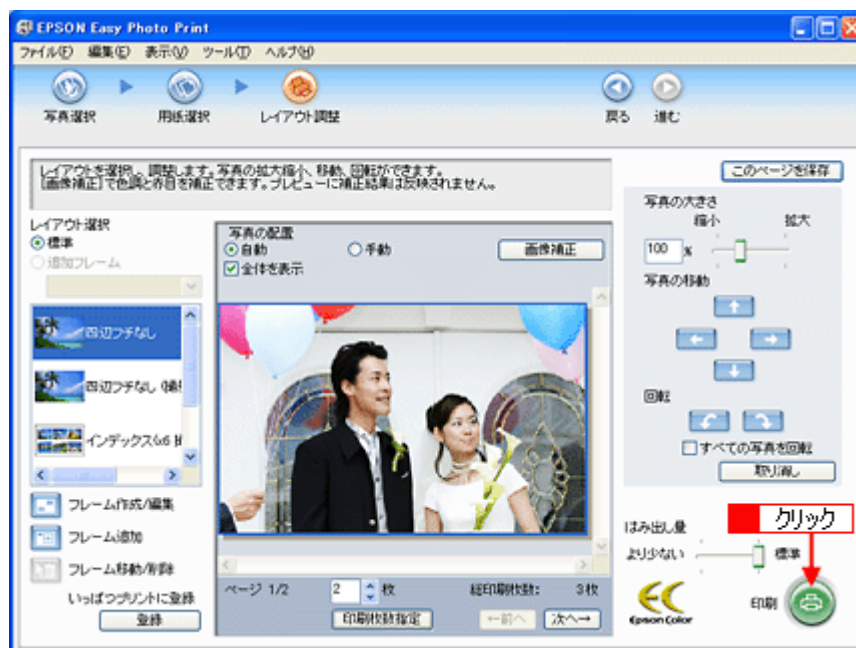 EPSON Easy Photo Print
ファイル(F) 編集(E) 表示(V) ツール(T) ヘルプ(H)
写真選択 用紙選択 レイアウト調整 戻る 進む
レイアウトを選択し、調整します。写真の拡大縮小、移動、回転ができます。
[画像補正]で色調と赤目を補正できます。プレビューに補正結果は反映されません。
このページを保存
レイアウト選択
標準
追加フレーム
四辺フチなし
四辺フチなし
インデックス
フレーム作成/編集
フレーム追加
フレーム移動/削除
いっぱつプリントに登録
登録
写真の配置
自動 手動 画像補正
全体を表示
ページ 1/2 2 枚 総印刷枚数: 3枚
印刷枚数指定 ←前へ 次へ→
写真の大きさ
縮小 拡大
100 %
写真の移動
回転
すべての写真を回転
取り消し
クリック
はみ出し量
より少ない 標準
Epson Color 印刷